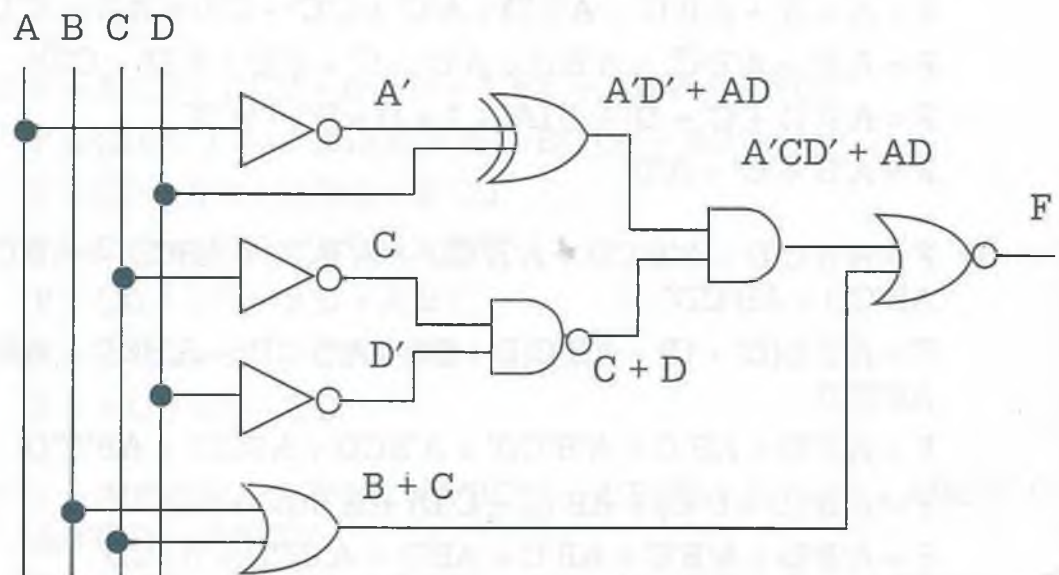 A B C D
A'
A'D' + AD
A'CD' + AD
F
C
D'
C + D
B + C